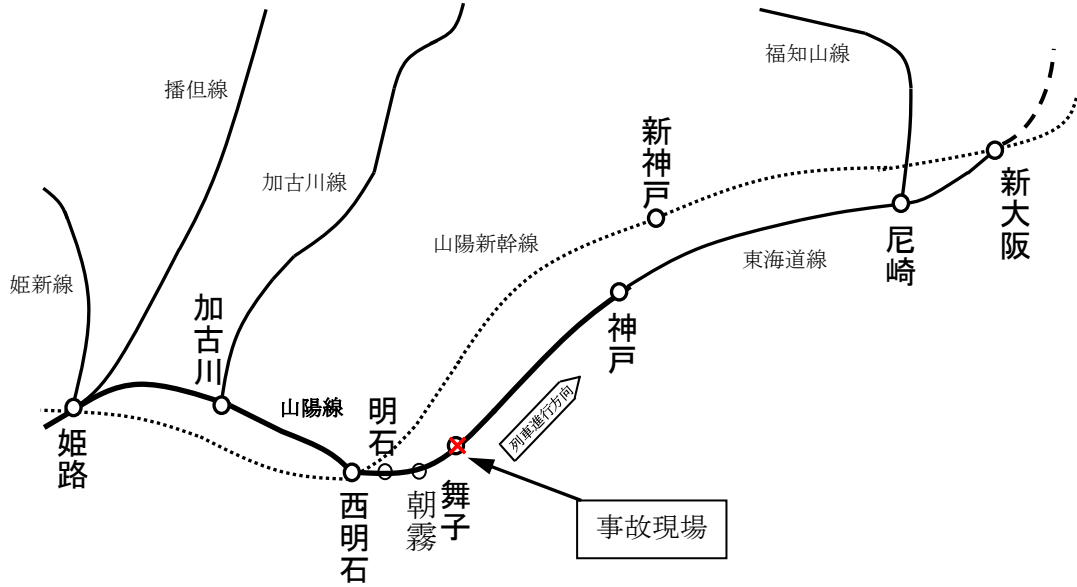 福知山線
播但線
新神戸
加古川線
新大阪
山陽新幹線
尼崎
東海道線
姫新線
加古川
神戸
列車進行方向
山陽線
明石
姫路
舞子
朝霧
西明石
事故現場